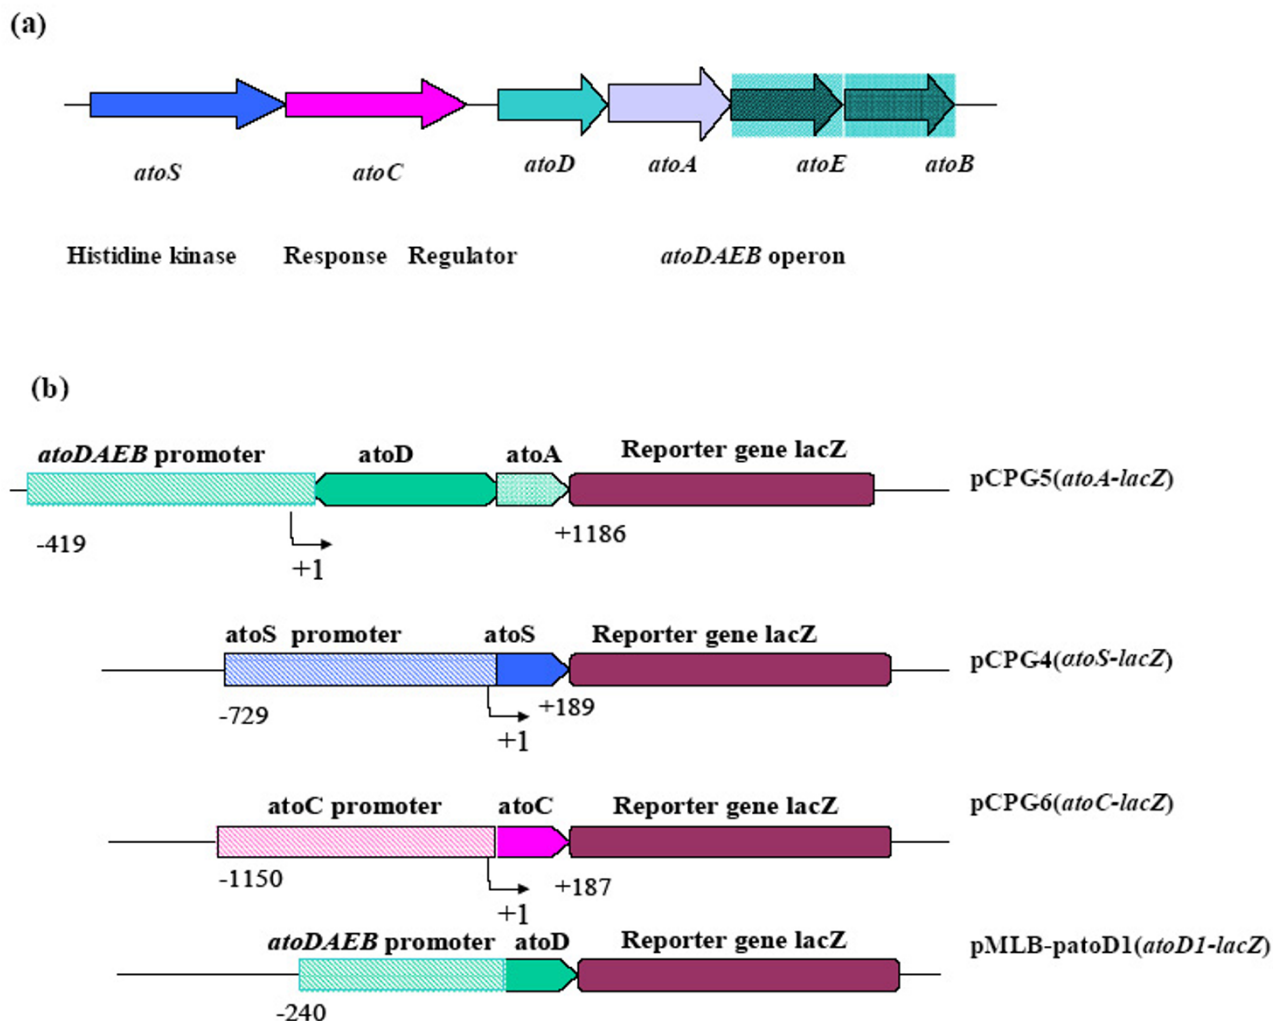 (a)
atoS atoC atoD atoA atoE atoB
Histidine kinase Response Regulator atoDAEB operon
(b)
atoDAEB promoter atoD atoA Reporter gene lacZ
pCPG5(atoA-lacZ)
-419 +1 +1186
atoS promoter atoS Reporter gene lacZ
pCPG4(αtoS-lacZ)
-729 +1 +189
atoC promoter atoC Reporter gene lacZ
pCPG6(atoC-lacZ)
-1150 +1 +187
atoDAEB promoter atoD Reporter gene lacZ
pMLB-patoD1(atoD1-lacZ)
-240